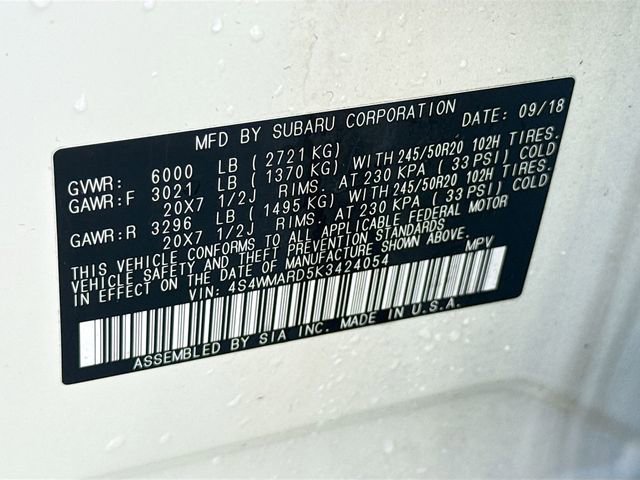 MFD BY SUBARU CORPORATION DATE: 09/18
GVWR: 6000 LB (2721KG)
GAWR:F 3021 LB (1370 KG) WITH 245/50R20 102H TIRES.
20X7 1/2J RIMS. AT 230 KPA (33 PSI) COLD
GAWR:R 3296 LB (1495 KG) WITH 245/50R20 102H TIRES.
20X7 1/2J RIMS. AT 230 KPA (33 PSI) COLD
THIS VEHICLE CONFORMS TO ALL APPLICABLE FEDERAL MOTOR
VEHICLE SAFETY AND THEFT PREVENTION STANDARDS
IN EFFECT ON DATE OF MANUFACTURE SHOWN ABOVE.
VIN: 4S4WMARD5K3424054 MPV
ASSEMBLED BY SIA INC. MADE IN U.S.A.